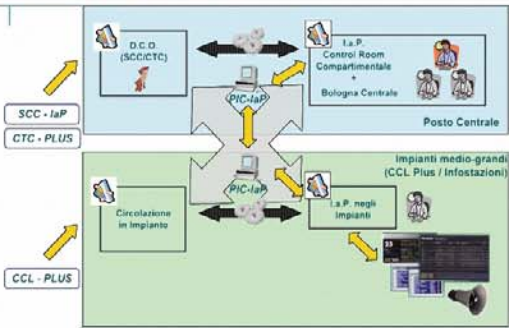 D.C.O.
(SCC/CTC)
I.a.P.
Control Room
Compartimentale
+
Bologna Centrale
PIC-IaP
Posto Centrale
SCC - IaP
CTC - PLUS
Impianti medio-grandi
(CCL Plus / Infostazioni)
PIC-IaP
Circolazione
in Impianto
I.a.P. negli
Impianti
CCL - PLUS
33